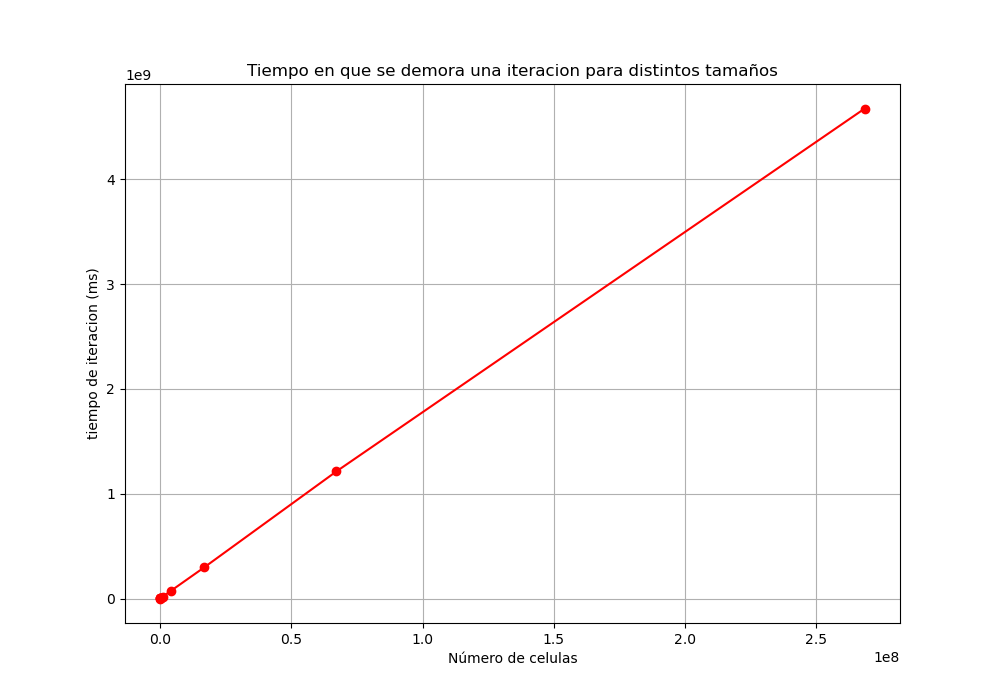 Tiempo en que se demora una iteracion para distintos tamaños
1e9
4
3
2
1
0
tiempo de iteracion (ms)
0.0 0.5 1.0 1.5 2.0 2.5
1e8
Número de celulas